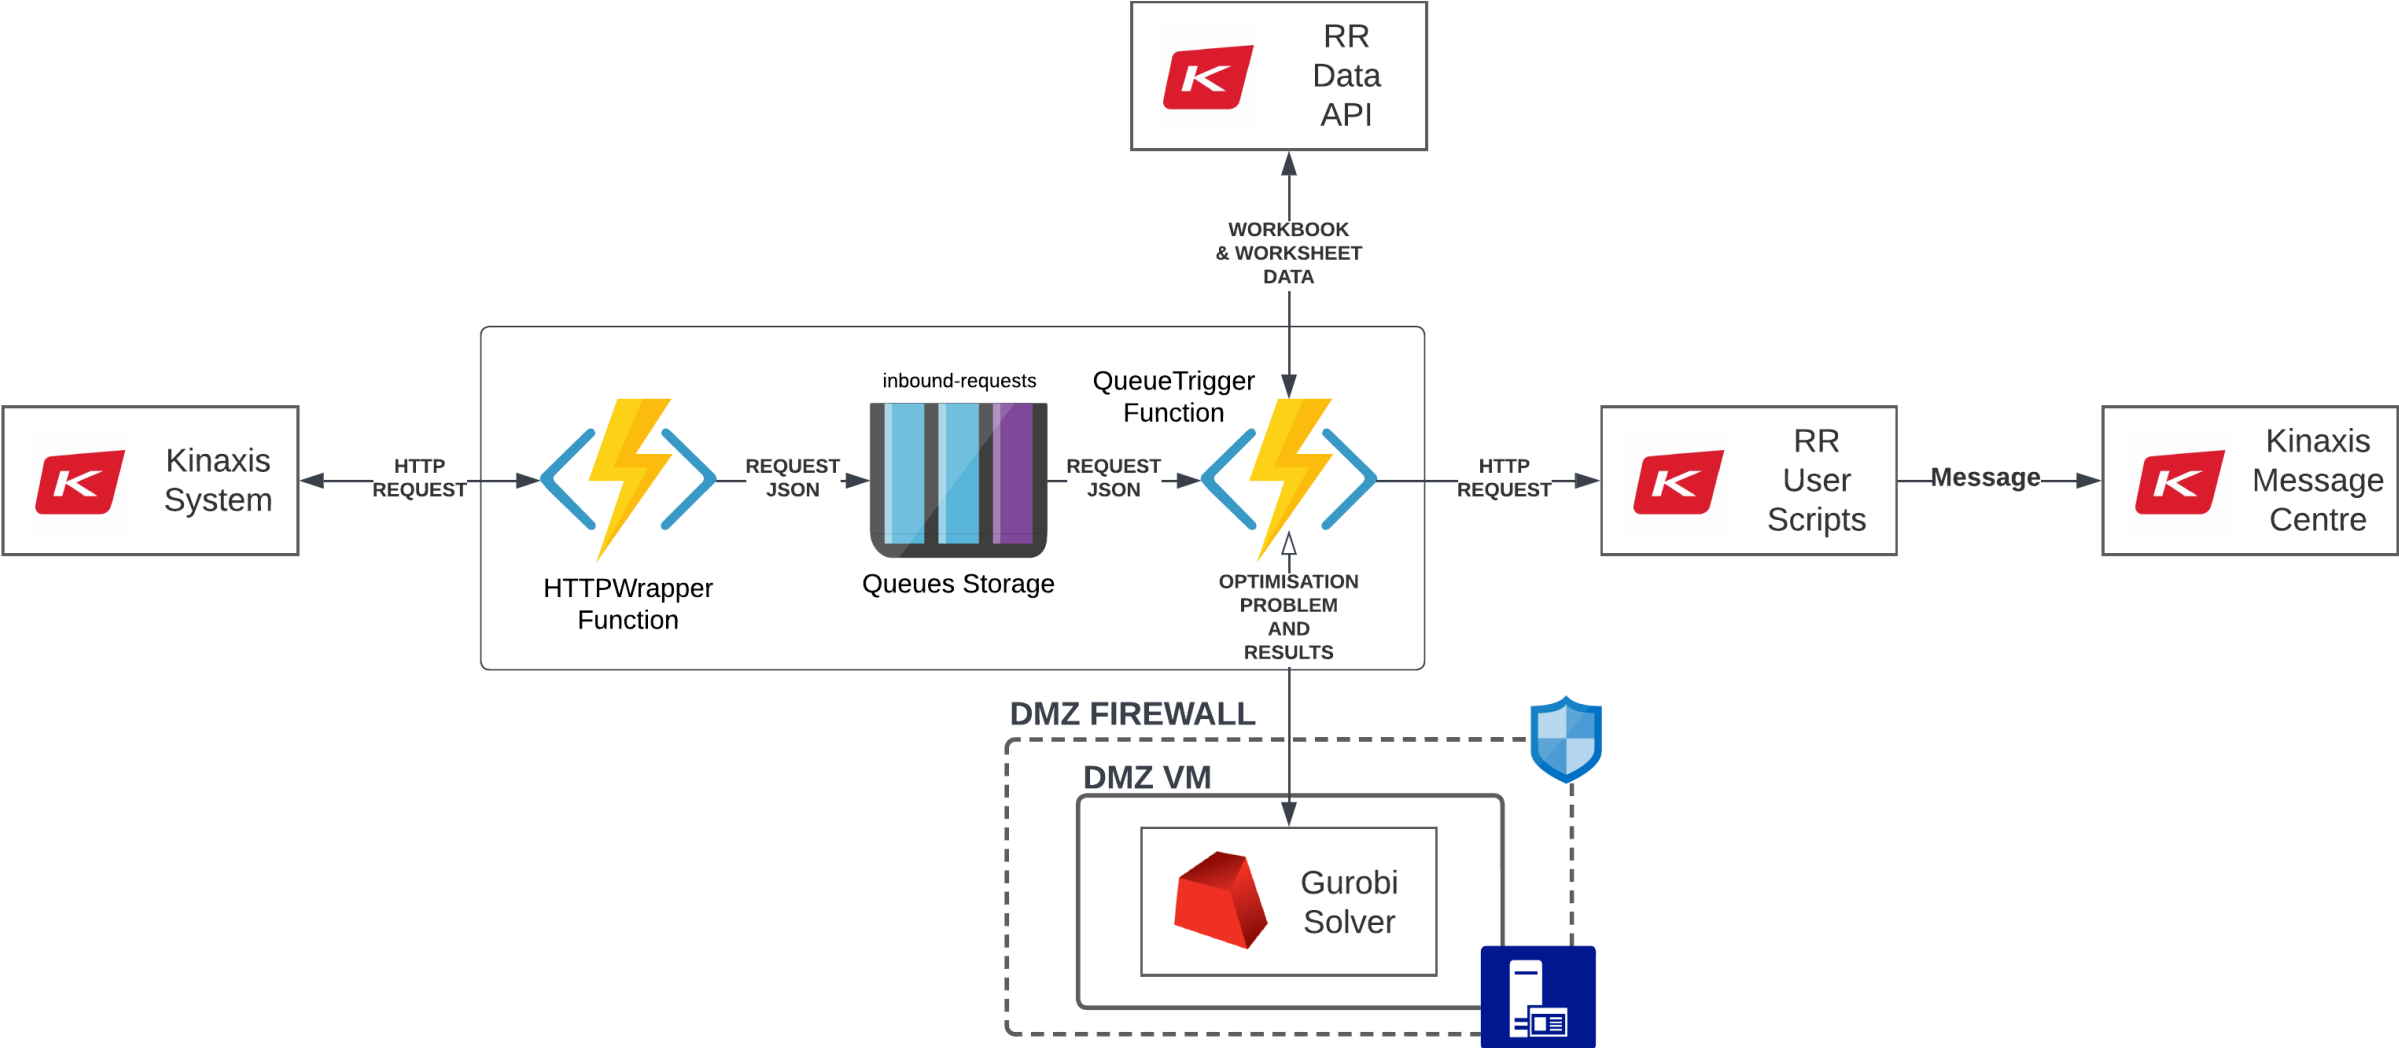 RR
Data
API
WORKBOOK
& WORKSHEET
DATA
Kinaxis
System
HTTP
REQUEST
HTTPWrapper
Function
REQUEST
JSON
inbound-requests
Queues Storage
REQUEST
JSON
QueueTrigger
Function
HTTP
REQUEST
RR
User
Scripts
Message
Kinaxis
Message
Centre
OPTIMISATION
PROBLEM
AND
RESULTS
DMZ FIREWALL
DMZ VM
Gurobi
Solver